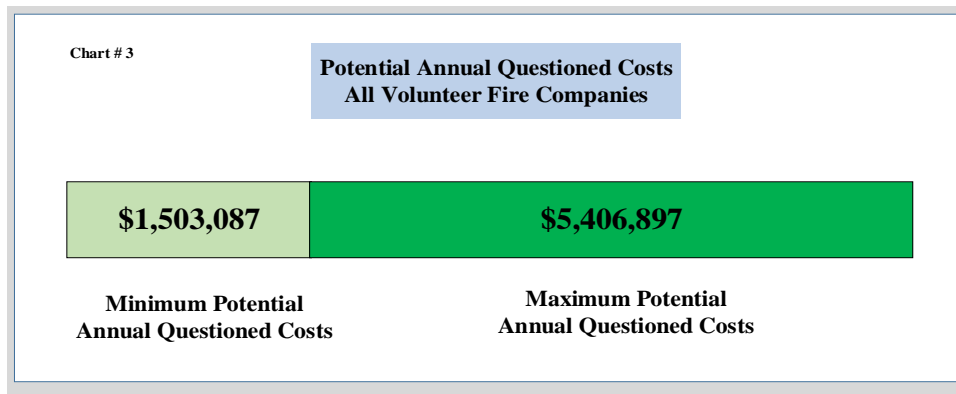 Chart # 3
Potential Annual Questioned Costs
All Volunteer Fire Companies
$1,503,087
$5,406,897
Minimum Potential
Annual Questioned Costs
Maximum Potential
Annual Questioned Costs